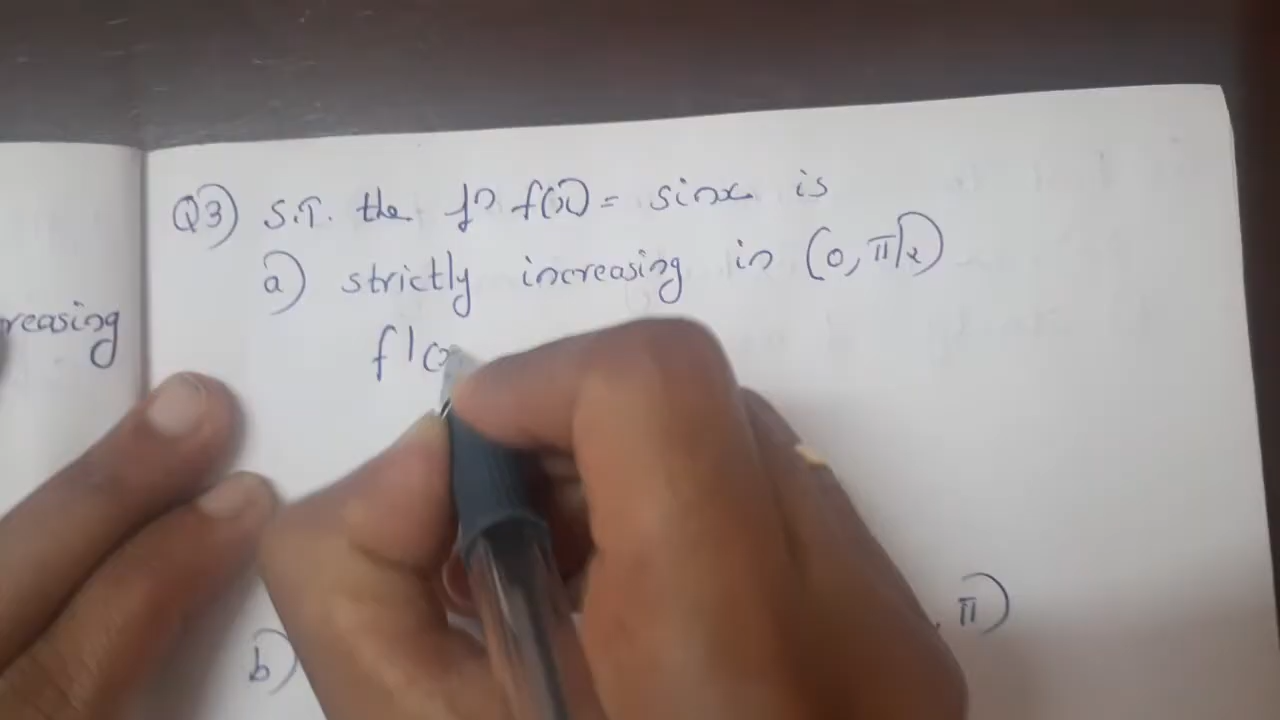 Q3) S.T. the fn f(x) = sinx is
a) strictly increasing in (0, π/2)
reasing
f'(x
b)
, π)